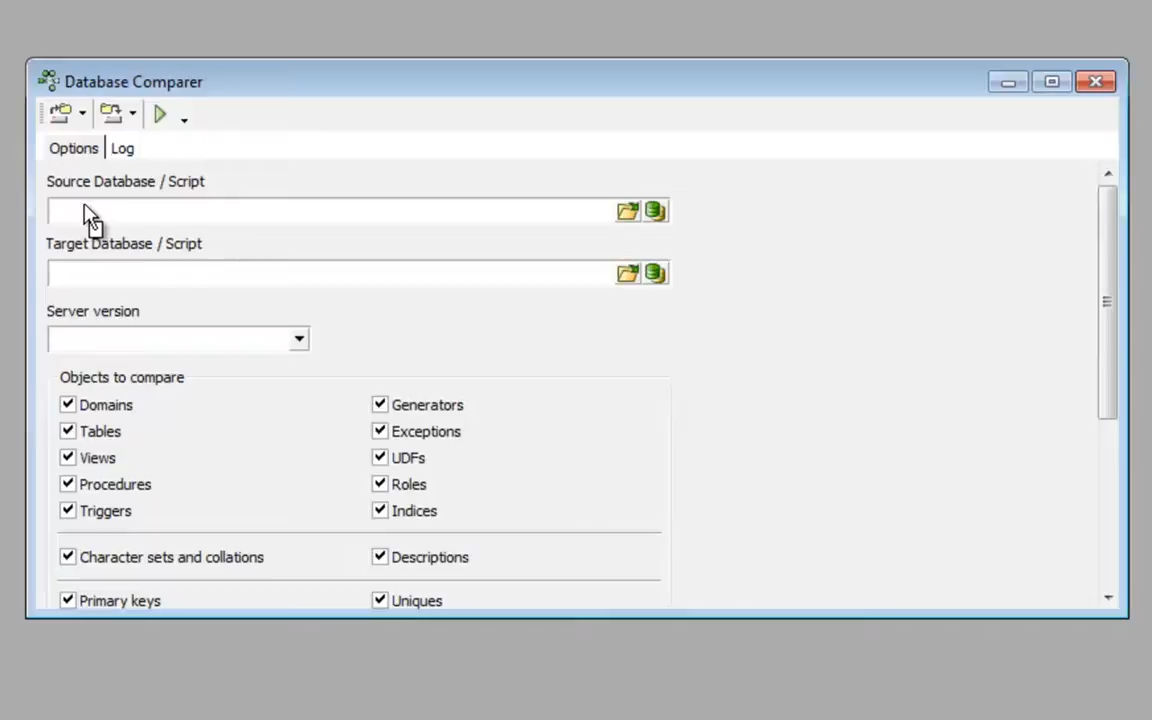 Database Comparer
Options Log
Source Database / Script
Target Database / Script
Server version
Objects to compare
Domains Generators
Tables Exceptions
Views UDFs
Procedures Roles
Triggers Indices
Character sets and collations Descriptions
Primary keys Uniques